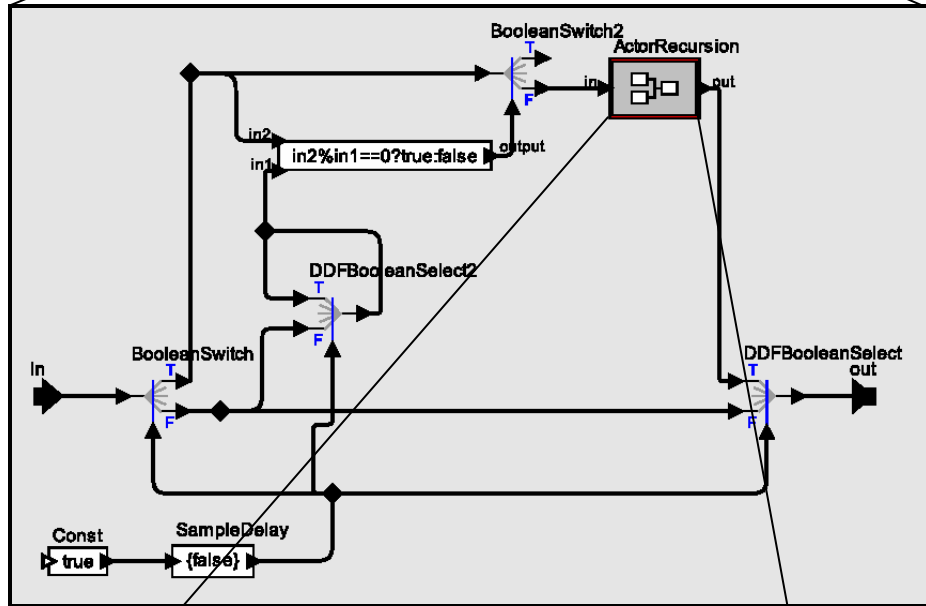 BooleanSwitch2
T
F
ActorRecursion
in
put
in2
in1
in2%in1==0?true:false
output
DDFBooleanSelect2
T
F
In
BooleanSwitch
T
F
DDFBooleanSelect
T
F
out
Const
true
SampleDelay
{false}